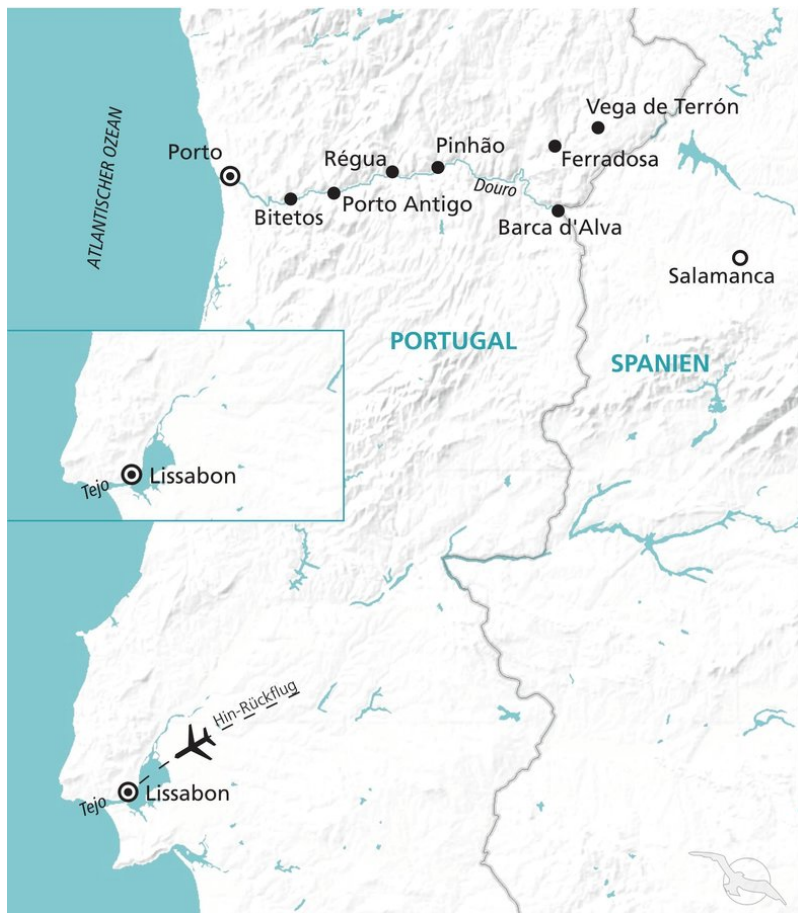 ATLANTISCHER OZEAN
Porto
Bitetos
Régua
Porto Antigo
Pinhão
Douro
Vega de Terrón
Ferradosa
Barca d'Alva
Salamanca
PORTUGAL
SPANIEN
Tejo
Lissabon
Hin-Rückflug
Tejo
Lissabon